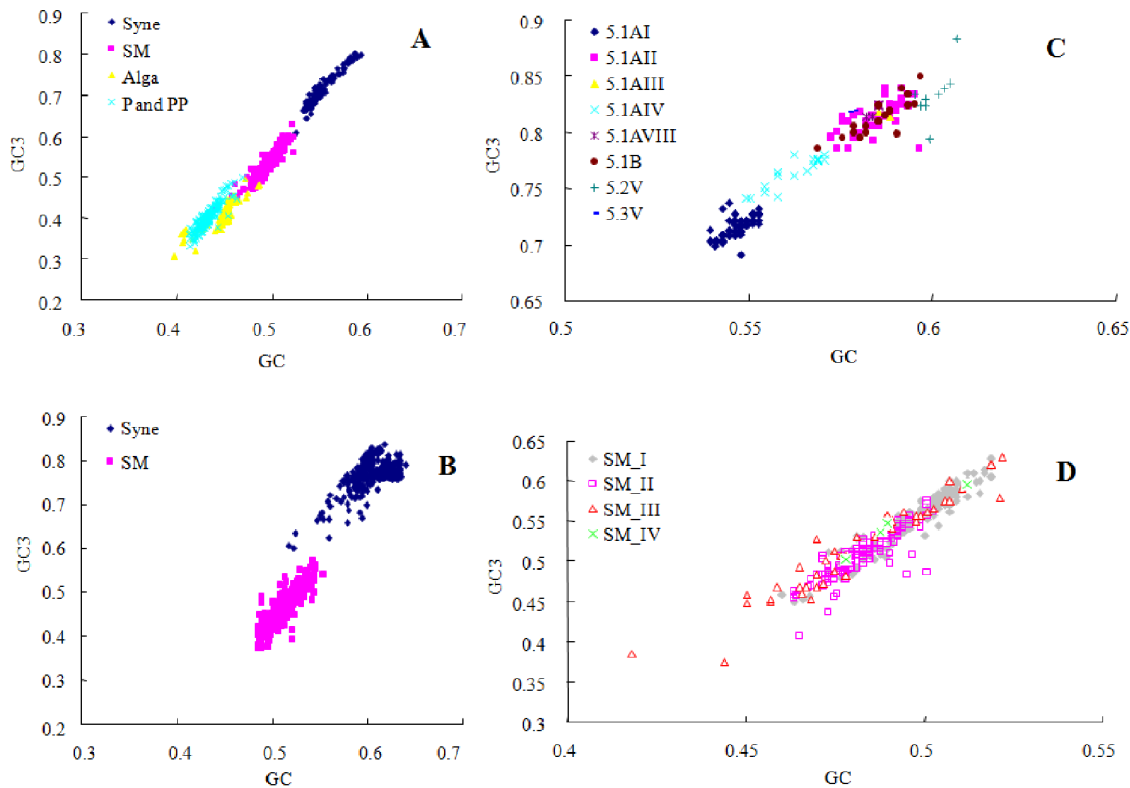 A
Syne
SM
Alga
P and PP
0.9
0.8
0.7
0.6
0.5
0.4
0.3
0.2
GC3
0.3
0.4
0.5
0.6
0.7
GC
C
5.1AI
5.1AII
5.1AIII
5.1AIV
5.1AVIII
5.1B
5.2V
5.3V
0.9
0.85
0.8
0.75
0.7
0.65
GC3
0.5
0.55
0.6
0.65
GC
B
Syne
SM
0.9
0.8
0.7
0.6
0.5
0.4
0.3
0.2
GC3
0.3
0.4
0.5
0.6
0.7
GC
D
SM_I
SM_II
SM_III
SM_IV
0.65
0.6
0.55
0.5
0.45
0.4
0.35
0.3
GC3
0.4
0.45
0.5
0.55
GC